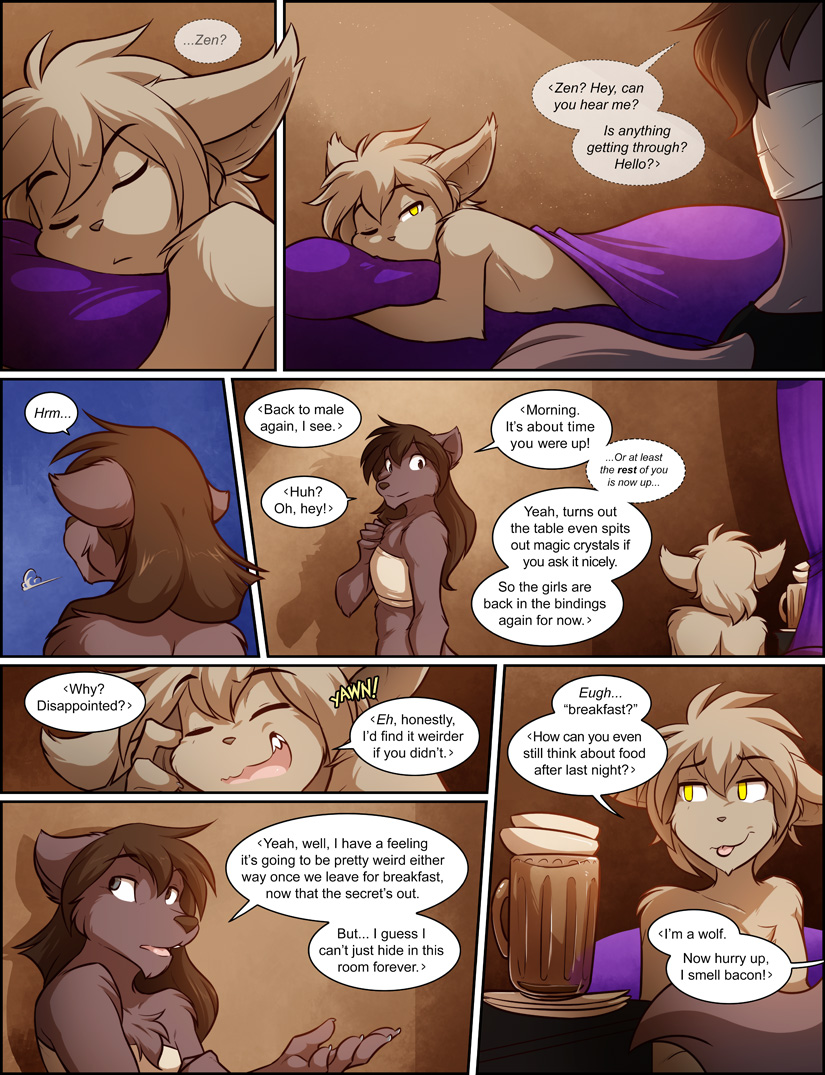 ...Zen?
‹Zen? Hey, can
you hear me?
Is anything
getting through?
Hello?›
Hrm...
‹Back to male
again, I see.›
‹Huh?
Oh, hey!›
‹Morning.
It's about time
you were up!
...Or at least
the rest of you
is now up...
Yeah, turns out
the table even spits
out magic crystals if
you ask it nicely.
So the girls are
back in the bindings
again for now.›
‹Why?
Disappointed?›
YAWN!
‹Eh, honestly,
I'd find it weirder
if you didn't.›
‹Yeah, well, I have a feeling
it's going to be pretty weird either
way once we leave for breakfast,
now that the secret's out.
But... I guess I
can't just hide in this
room forever.›
Eugh...
“breakfast?”
‹How can you even
still think about food
after last night?›
‹I'm a wolf.
Now hurry up,
I smell bacon!›